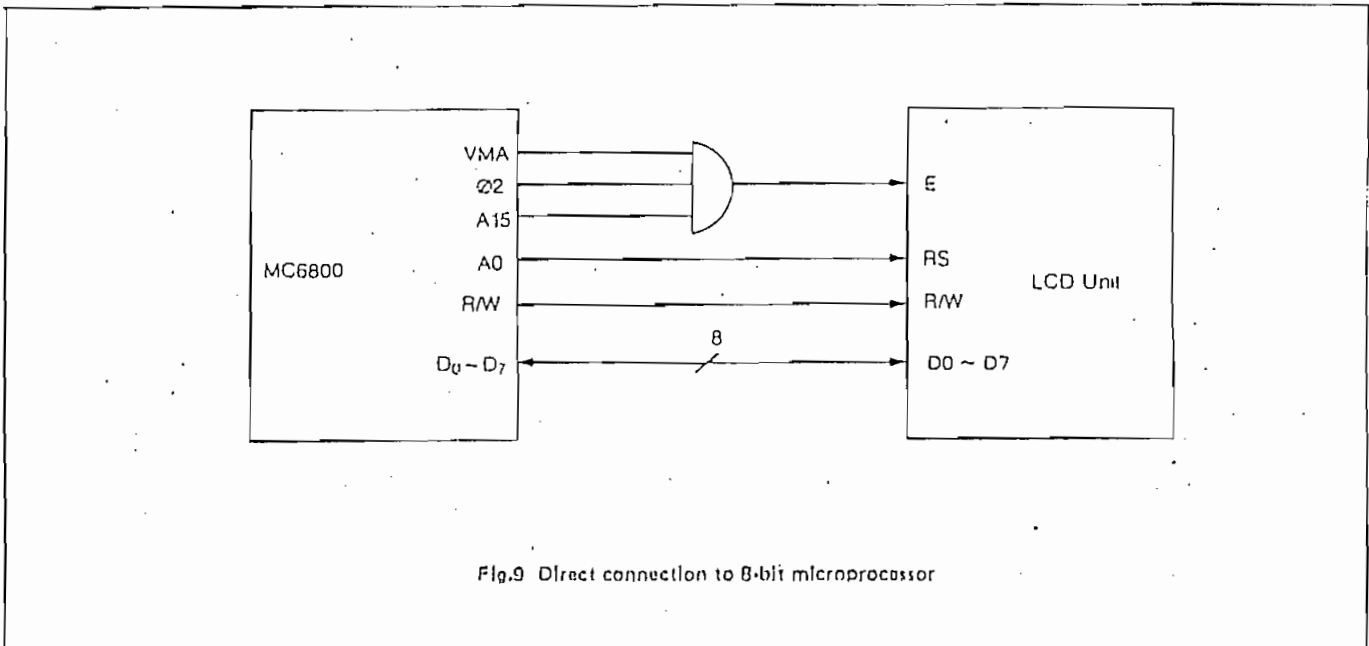 VMA
Ø2
A15
A0
R/W
D0 ~ D7
MC6800
8
E
RS
R/W
D0 ~ D7
LCD Unit
Fig.9 Direct connection to 8-bit microprocessor